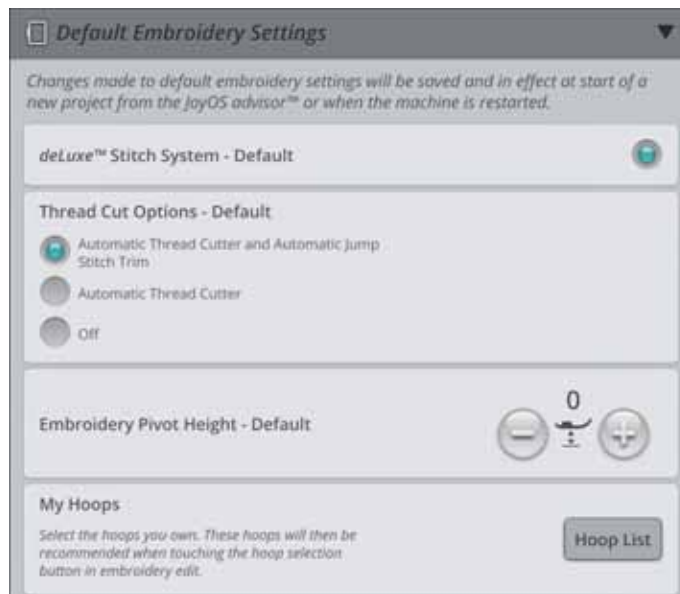 Default Embroidery Settings
Changes made to default embroidery settings will be saved and in effect at start of a
new project from the JoyOS advisor™ or when the machine is restarted.
deLuxe™ Stitch System - Default
Thread Cut Options - Default
Automatic Thread Cutter and Automatic Jump
Stitch Trim
Automatic Thread Cutter
Off
0
Embroidery Pivot Height - Default
My Hoops
Select the hoops you own. These hoops will then be
recommended when touching the hoop selection
button in embroidery edit.
Hoop List